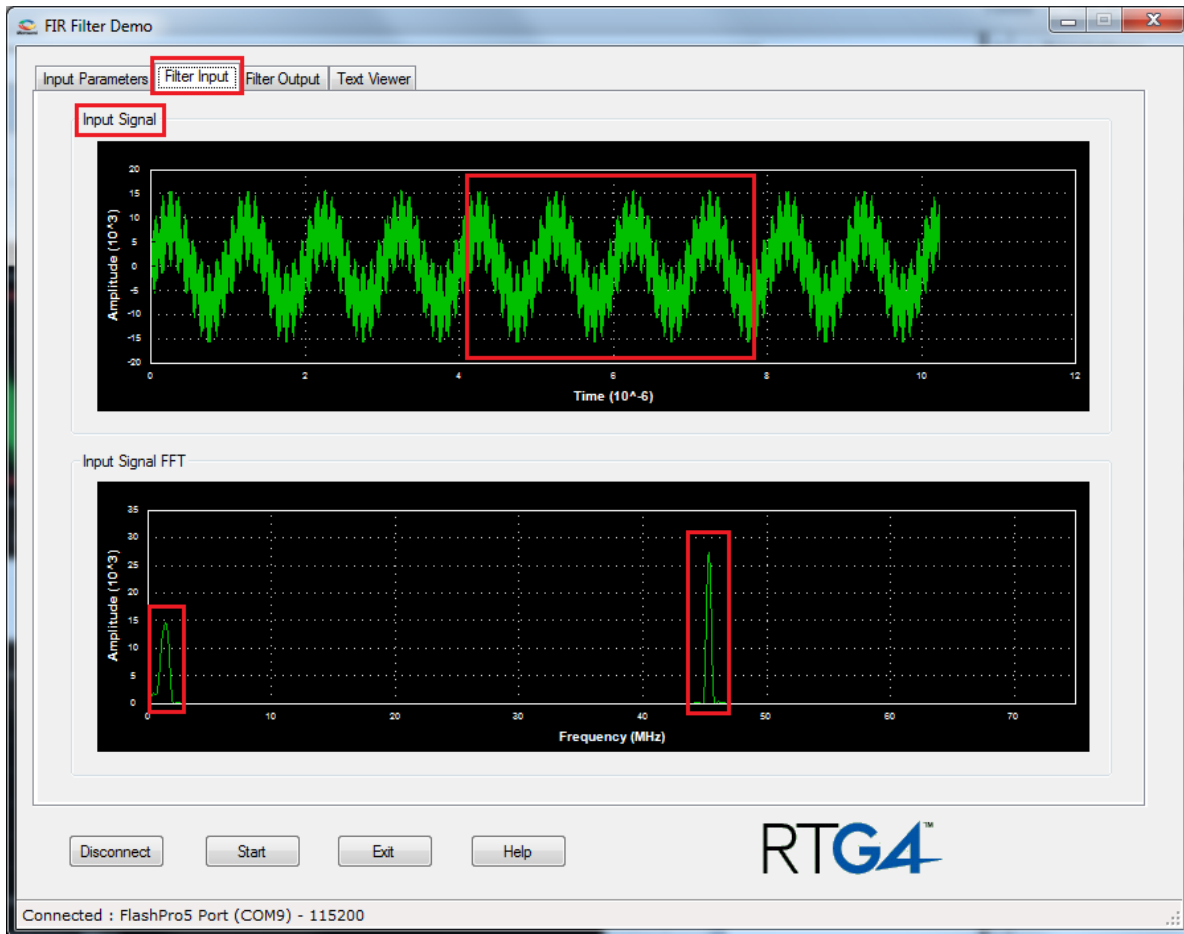 FIR Filter Demo
Input Parameters Filter Input Filter Output Text Viewer
Input Signal
20
15
10
5
0
-5
-10
-15
-20
Amplitude (10^3)
0 2 4 6 8 10 12
Time (10^-6)
Input Signal FFT
35
30
25
20
15
10
5
0
Amplitude (10^3)
0 10 20 30 40 50 60 70
Frequency (MHz)
Disconnect Start Exit Help
RTG4™
Connected : FlashPro5 Port (COM9) - 115200